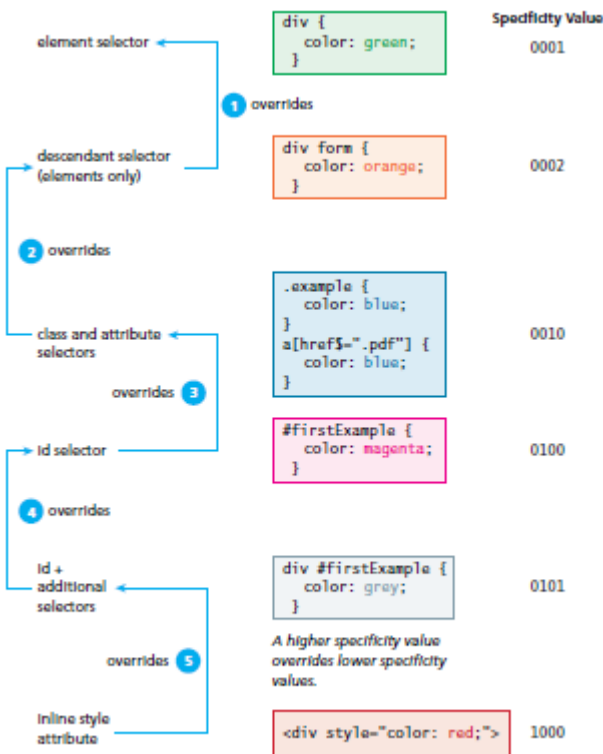 Specificity Value
element selector
div {
color: green;
}
0001
1 overrides
descendant selector
(elements only)
div form {
color: orange;
}
0002
2 overrides
class and attribute
selectors
.example {
color: blue;
}
a[href$=".pdf"] {
color: blue;
}
0010
overrides 3
id selector
#firstExample {
color: magenta;
}
0100
4 overrides
id +
additional
selectors
div #firstExample {
color: grey;
}
0101
A higher specificity value
overrides lower specificity
values.
overrides 5
inline style
attribute
<div style="color: red;">
1000